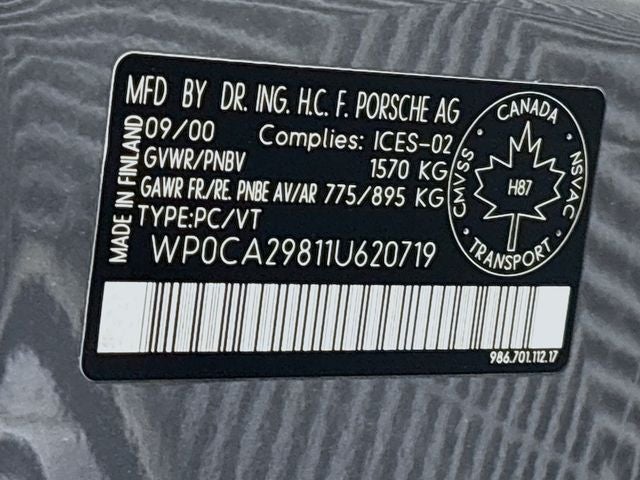 MFD BY DR. ING. H.C. F. PORSCHE AG
09/00 Complies: ICES-02
GVWR/PNBV 1570 KG
GAWR FR/RE. PNBE AV/AR 775/895 KG
TYPE:PC/VT
WP0CA29811U620719
MADE IN FINLAND
CANADA
CMVSS
NSVAC
H87
TRANSPORT
986.701.112.17